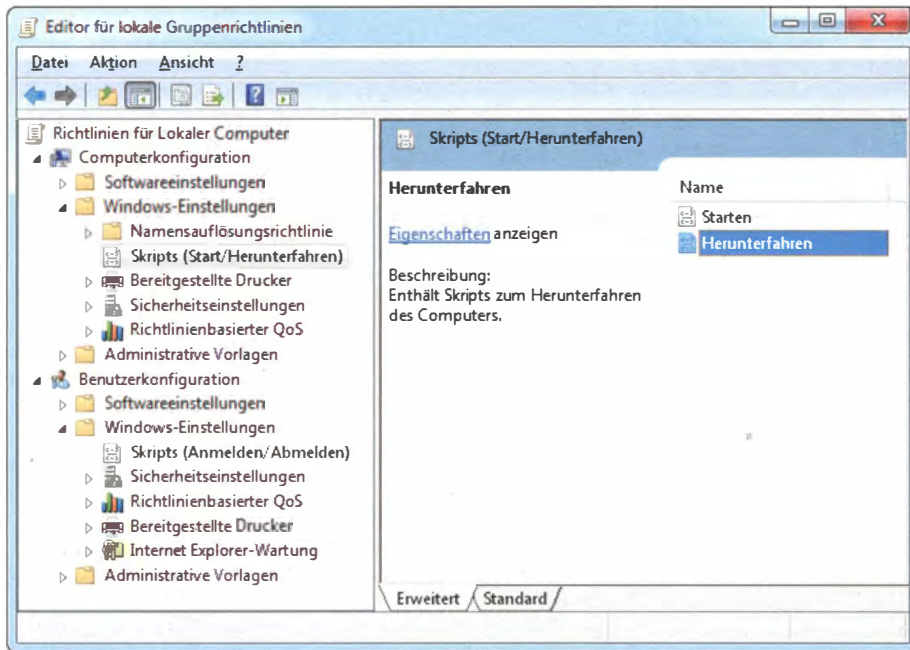 Editor für lokale Gruppenrichtlinien
Datei Aktion Ansicht ?
Richtlinien für Lokaler Computer
Computerkonfiguration
Softwareeinstellungen
Windows-Einstellungen
Namensauflösungsrichtlinie
Skripts (Start/Herunterfahren)
Bereitgestellte Drucker
Sicherheitseinstellungen
Richtlinienbasierter QoS
Administrative Vorlagen
Benutzerkonfiguration
Softwareeinstellungen
Windows-Einstellungen
Skripts (Anmelden/Abmelden)
Sicherheitseinstellungen
Richtlinienbasierter QoS
Bereitgestellte Drucker
Internet Explorer-Wartung
Administrative Vorlagen
Skripts (Start/Herunterfahren)
Herunterfahren
Eigenschaften anzeigen
Beschreibung:
Enthält Skripts zum Herunterfahren
des Computers.
Name
Starten
Herunterfahren
Erweitert Standard